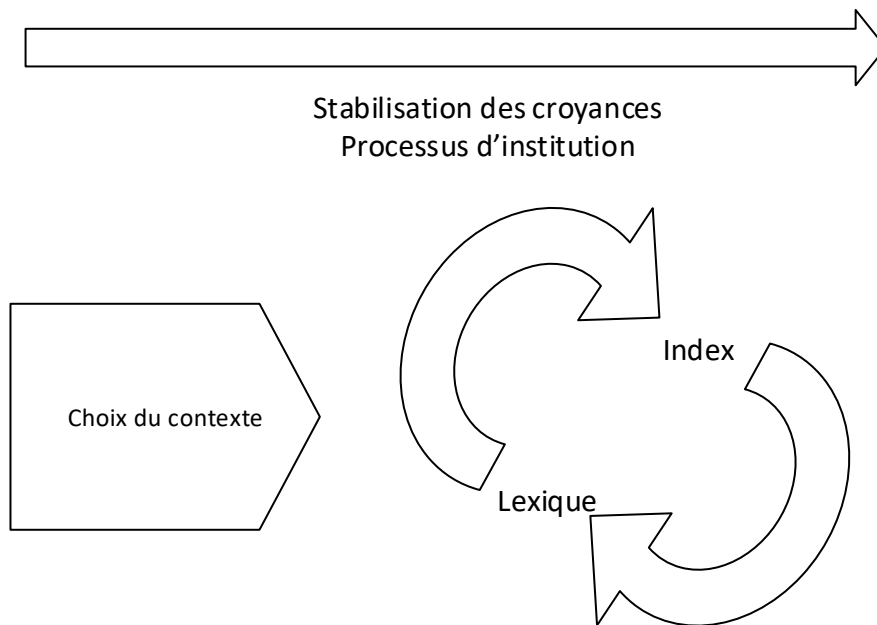 Stabilisation des croyances
Processus d’institution
Index
Choix du contexte
Lexique